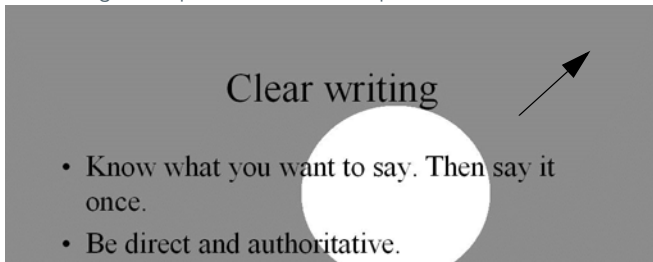 Clear writing
• Know what you want to say. Then say it
once.
• Be direct and authoritative.